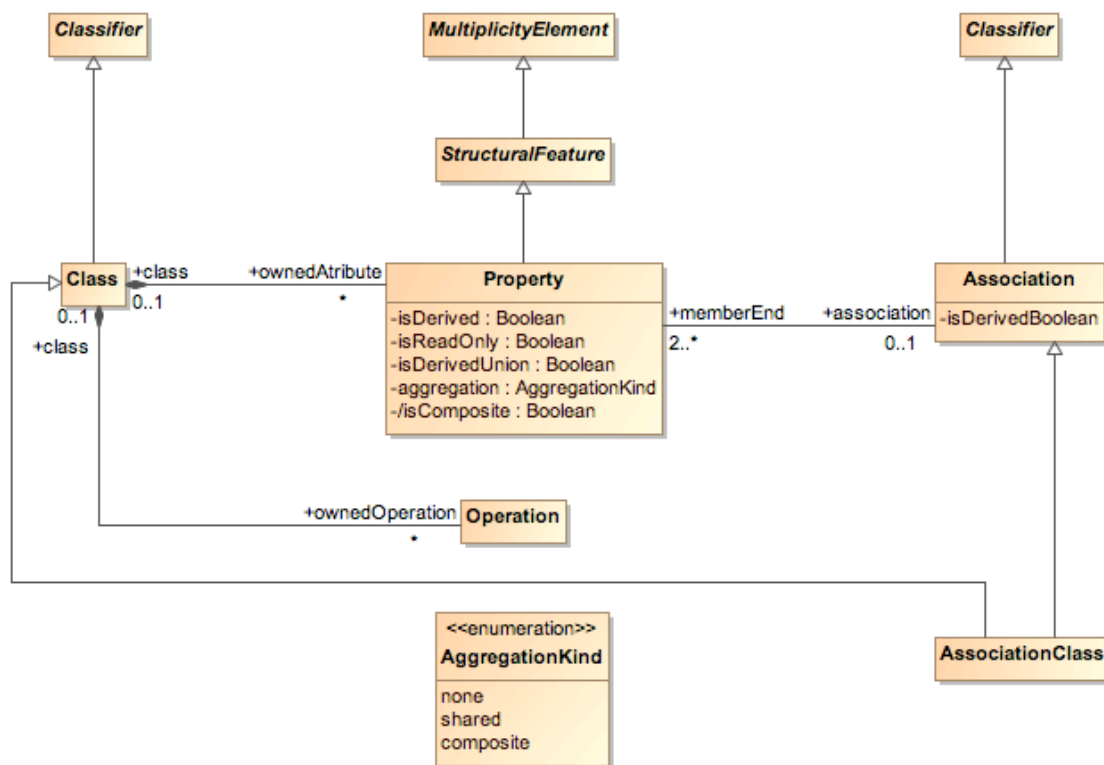 Classifier
MultiplicityElement
Classifier
StructuralFeature
Class
+class
0..1
+ownedAtribute
*
Property
-isDerived : Boolean
-isReadOnly : Boolean
-isDerivedUnion : Boolean
-aggregation : AggregationKind
-/isComposite : Boolean
+memberEnd
2..*
+association
0..1
Association
-isDerivedBoolean
0..1
+class
+ownedOperation
*
Operation
<<enumeration>>
AggregationKind
none
shared
composite
AssociationClass